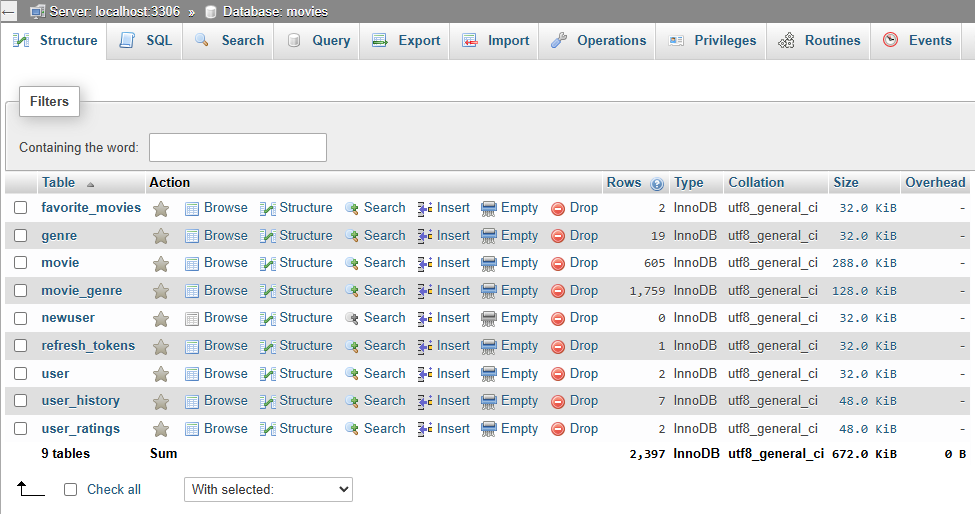 Server: localhost:3306 » Database: movies
Structure SQL Search Query Export Import Operations Privileges Routines Events
Filters
Containing the word:
Table Action Rows Type Collation Size Overhead
favorite_movies Browse Structure Search Insert Empty Drop 2 InnoDB utf8_general_ci 32.0 KiB -
genre Browse Structure Search Insert Empty Drop 19 InnoDB utf8_general_ci 32.0 KiB -
movie Browse Structure Search Insert Empty Drop 605 InnoDB utf8_general_ci 288.0 KiB -
movie_genre Browse Structure Search Insert Empty Drop 1,759 InnoDB utf8_general_ci 128.0 KiB -
newuser Browse Structure Search Insert Empty Drop 0 InnoDB utf8_general_ci 32.0 KiB -
refresh_tokens Browse Structure Search Insert Empty Drop 1 InnoDB utf8_general_ci 32.0 KiB -
user Browse Structure Search Insert Empty Drop 2 InnoDB utf8_general_ci 32.0 KiB -
user_history Browse Structure Search Insert Empty Drop 7 InnoDB utf8_general_ci 48.0 KiB -
user_ratings Browse Structure Search Insert Empty Drop 2 InnoDB utf8_general_ci 48.0 KiB -
9 tables Sum 2,397 InnoDB utf8_general_ci 672.0 KiB 0 B
Check all With selected: